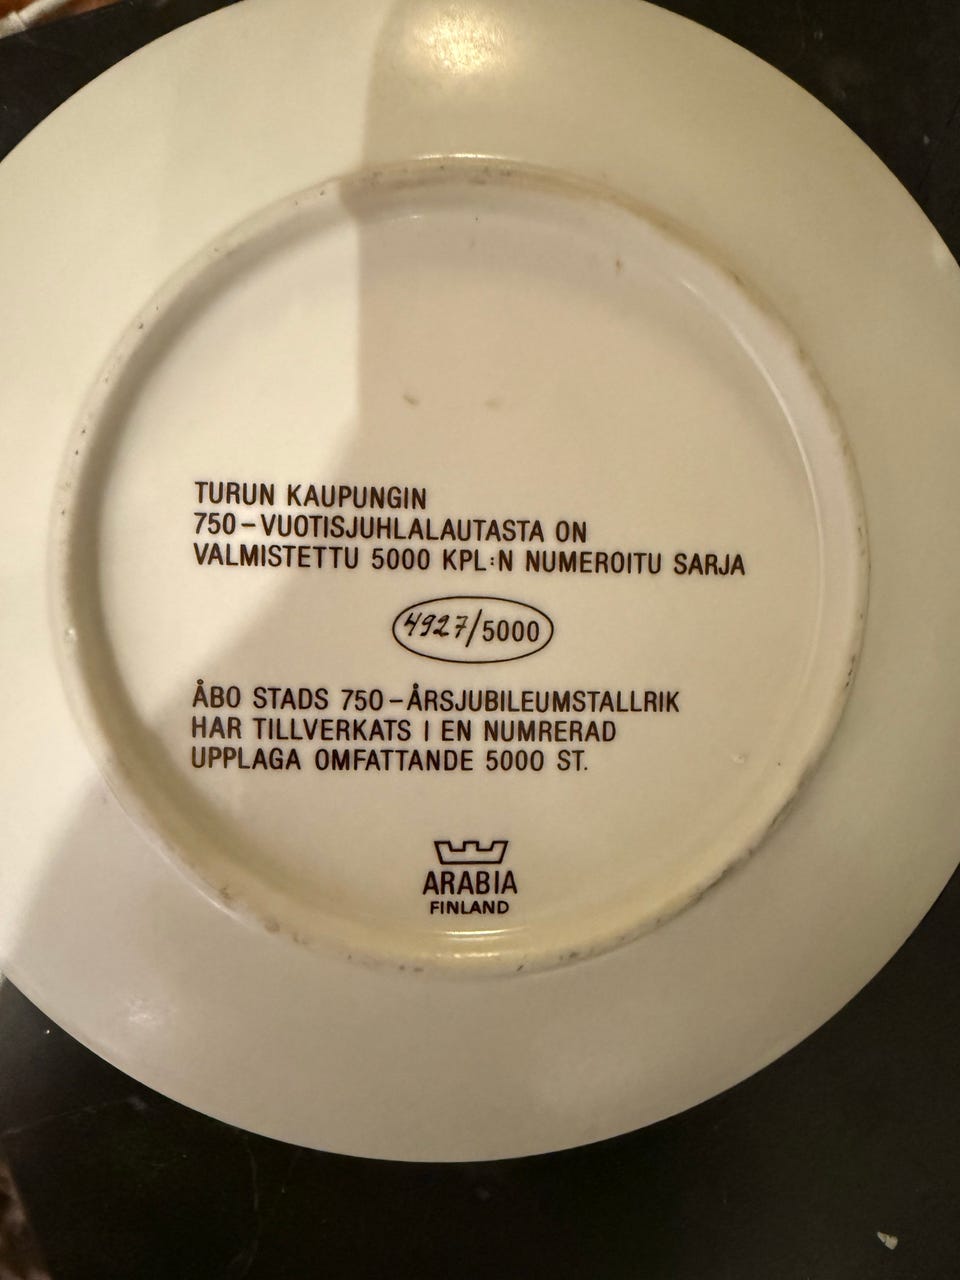 TURUN KAUPUNGIN
750-VUOTISJUHLALAUTASTA ON
VALMISTETTU 5000 KPL:N NUMEROITU SARJA
4927/5000
ÅBO STADS 750-ÅRSJUBILEUMSTALLRIK
HAR TILLVERKATS I EN NUMRERAD
UPPLAGA OMFATTANDE 5000 ST.
ARABIA
FINLAND